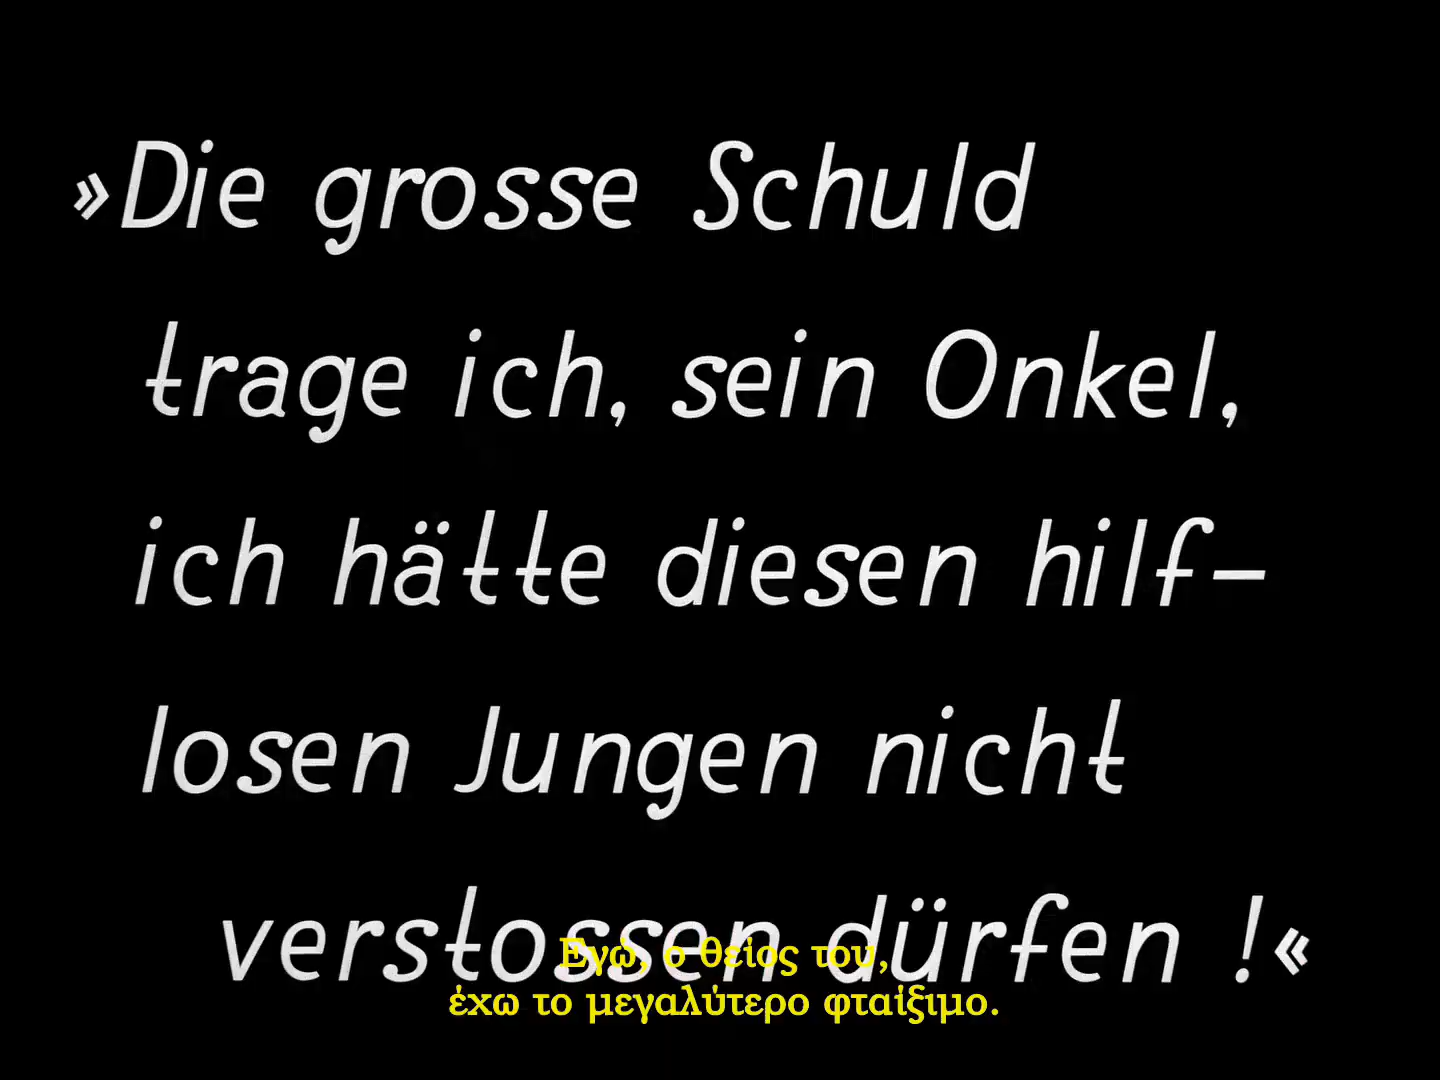 »Die grosse Schuld
trage ich, sein Onkel,
ich hätte diesen hilf-
losen Jungen nicht
verstossen dürfen !«
Εγώ, ο θείος του,
έχω το μεγαλύτερο φταίξιμο.